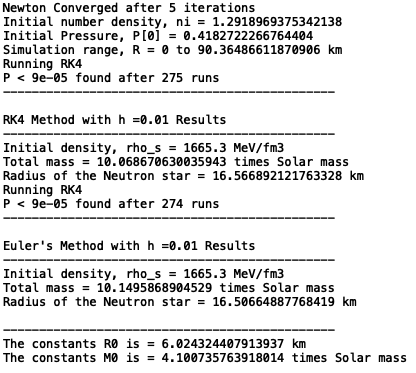 Newton Converged after 5 iterations
Initial number density, ni = 1.2918969375342138
Initial Pressure, P[0] = 0.4182722266764404
Simulation range, R = 0 to 90.36486611870906 km
Running RK4
P < 9e-05 found after 275 runs
-----------------------------------------------
RK4 Method with h =0.01 Results
-----------------------------------------------
Initial density, rho_s = 1665.3 MeV/fm3
Total mass = 10.068670630035943 times Solar mass
Radius of the Neutron star = 16.566892121763328 km
Running RK4
P < 9e-05 found after 274 runs
-----------------------------------------------
Euler's Method with h =0.01 Results
-----------------------------------------------
Initial density, rho_s = 1665.3 MeV/fm3
Total mass = 10.1495868904529 times Solar mass
Radius of the Neutron star = 16.50664887768419 km
-----------------------------------------------
The constants R0 is = 6.024324407913937 km
The constants M0 is = 4.100735763918014 times Solar mass